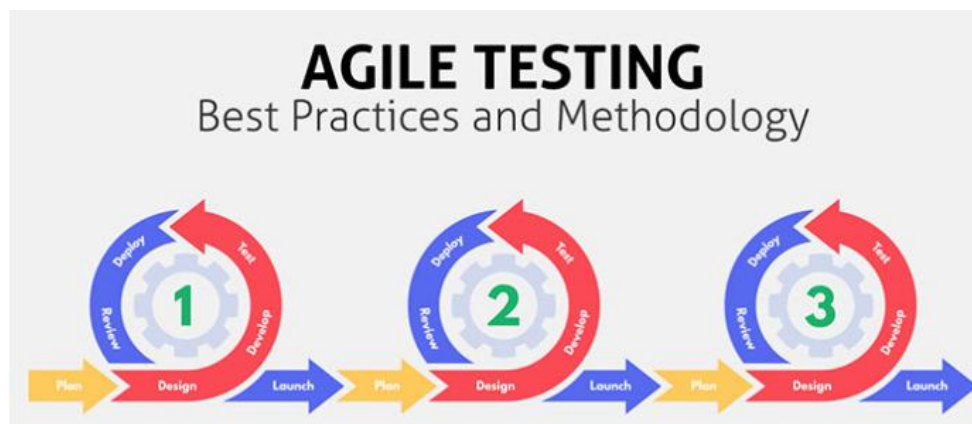 AGILE TESTING
Best Practices and Methodology
Deploy
Test
Review
1
Develop
Plan
Design
Launch
Deploy
Test
Review
2
Develop
Plan
Design
Launch
Deploy
Test
Review
3
Develop
Plan
Design
Launch